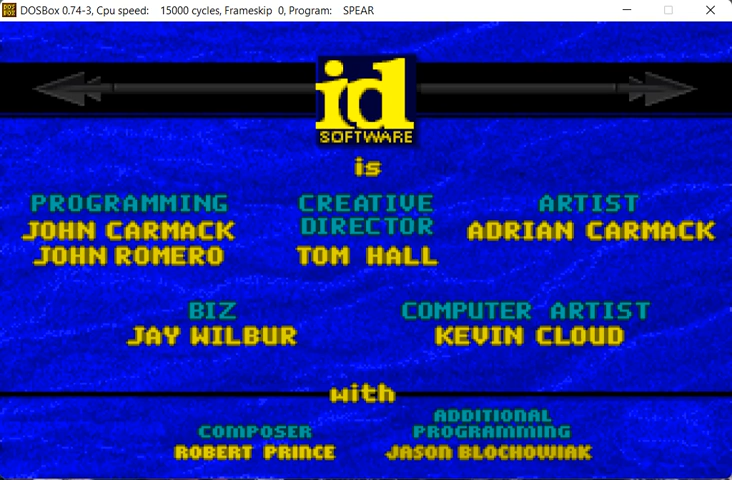 DOSBox 0.74-3, Cpu speed: 15000 cycles, Frameskip 0, Program: SPEAR
id
SOFTWARE
is
PROGRAMMING
JOHN CARMACK
JOHN ROMERO
CREATIVE
DIRECTOR
TOM HALL
ARTIST
ADRIAN CARMACK
BIZ
JAY WILBUR
COMPUTER ARTIST
KEVIN CLOUD
with
COMPOSER
ROBERT PRINCE
ADDITIONAL
PROGRAMMING
JASON BLOCHOWIAK